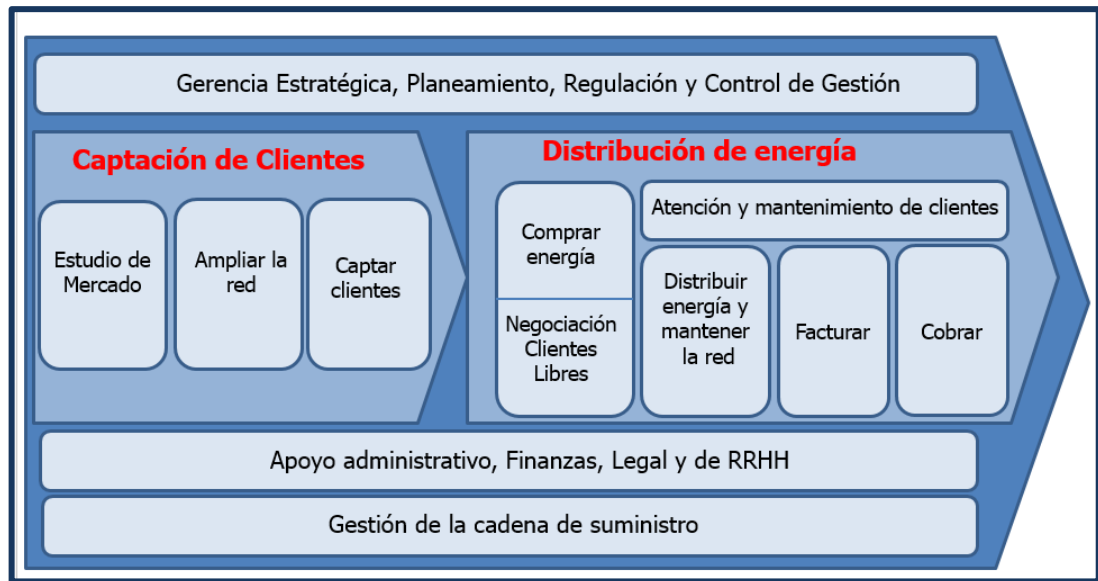 Gerencia Estratégica, Planeamiento, Regulación y Control de Gestión
Captación de Clientes
Estudio de
Mercado
Ampliar la
red
Captar
clientes
Distribución de energía
Comprar
energía
Negociación
Clientes
Libres
Atención y mantenimiento de clientes
Distribuir
energía y
mantener
la red
Facturar
Cobrar
Apoyo administrativo, Finanzas, Legal y de RRHH
Gestión de la cadena de suministro